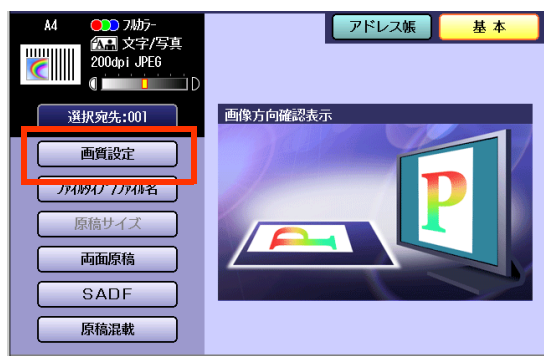 A4 フルカラー
文字/写真
200dpi JPEG
アドレス帳
基本
選択宛先:001
画像方向確認表示
画質設定
ファイルタイプ/ファイル名
原稿サイズ
両面原稿
SADF
原稿混載
P
P